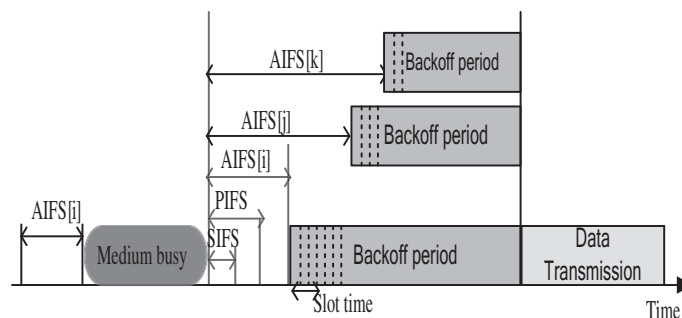 AIFS[k]
Backoff period
AIFS[j]
Backoff period
AIFS[i]
AIFS[i]
PIFS
SIFS
Medium busy
Backoff period
Data
Transmission
Slot time
Time